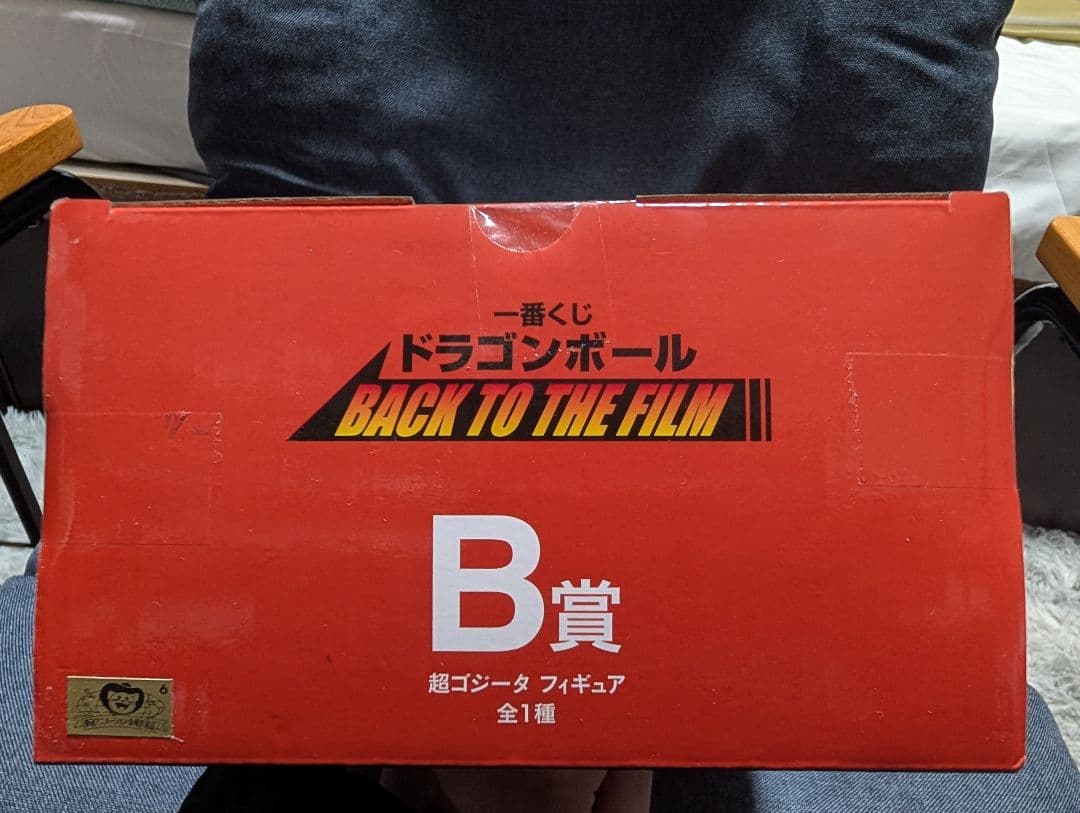 一番くじ
ドラゴンボール
BACK TO THE FILM
B賞
超ゴジータ フィギュア
全1種
6